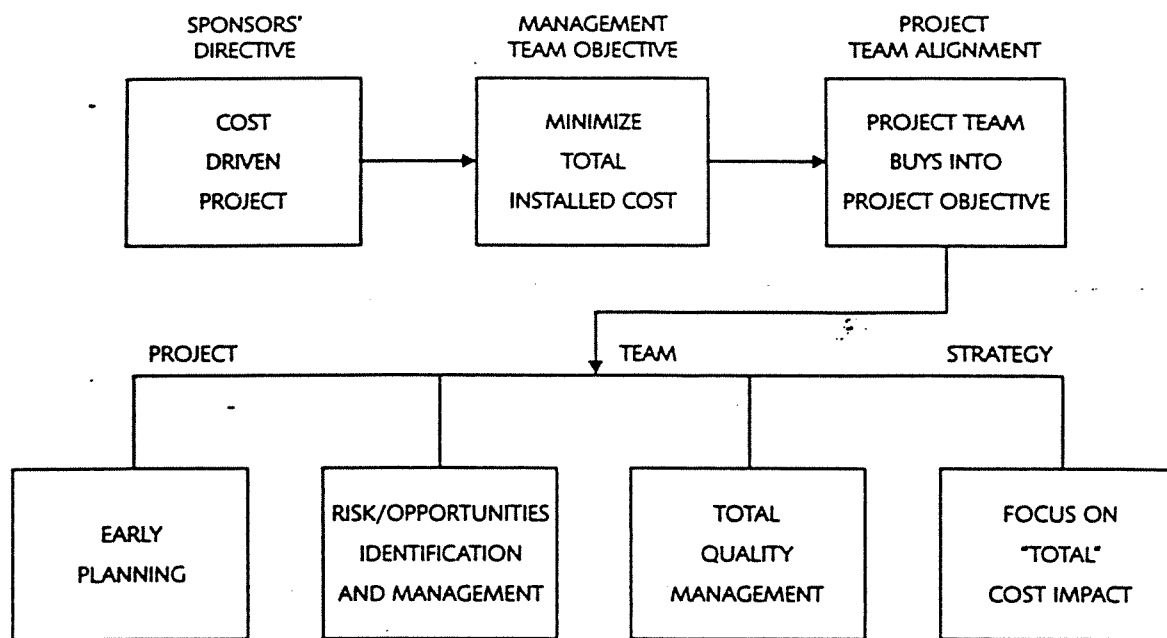 SPONSORS'
DIRECTIVE
MANAGEMENT
TEAM OBJECTIVE
PROJECT
TEAM ALIGNMENT
COST
DRIVEN
PROJECT
MINIMIZE
TOTAL
INSTALLED COST
PROJECT TEAM
BUYS INTO
PROJECT OBJECTIVE
PROJECT TEAM STRATEGY
EARLY
PLANNING
RISK/OPPORTUNITIES
IDENTIFICATION
AND MANAGEMENT
TOTAL
QUALITY
MANAGEMENT
FOCUS ON
"TOTAL"
COST IMPACT